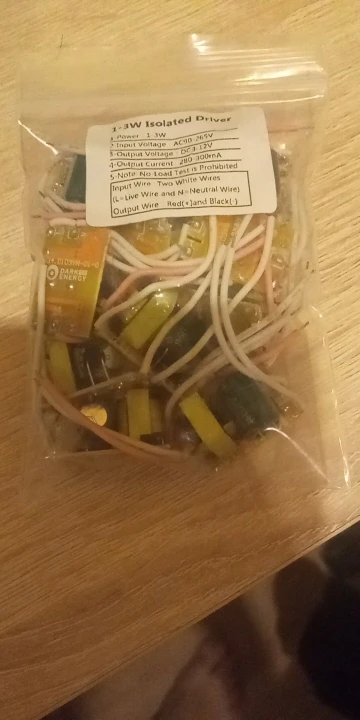 1-3W Isolated Driver
1-Power : 1-3W
2-Input Voltage : AC90-265V
3-Output Voltage : DC3-12V
4-Output Current : 280-300mA
5-Note: No-Load Test is Prohibited
Input Wire : Two White Wires
(L=Live Wire and N=Neutral Wire)
Output Wire : Red(+)and Black(-)
DARK
ENERGY